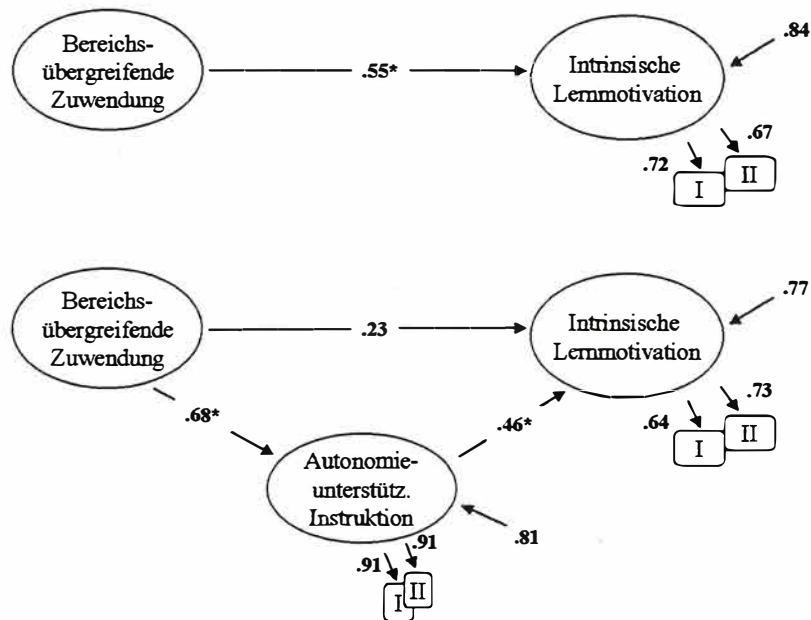 Bereichs-
übergreifende
Zuwendung
.55*
Intrinsische
Lernmotivation
.84
.72
.67
I
II
Bereichs-
übergreifende
Zuwendung
.23
Intrinsische
Lernmotivation
.77
.68*
.46*
.64
.73
I
II
Autonomie-
unterstütz.
Instruktion
.81
.91
.91
I
II